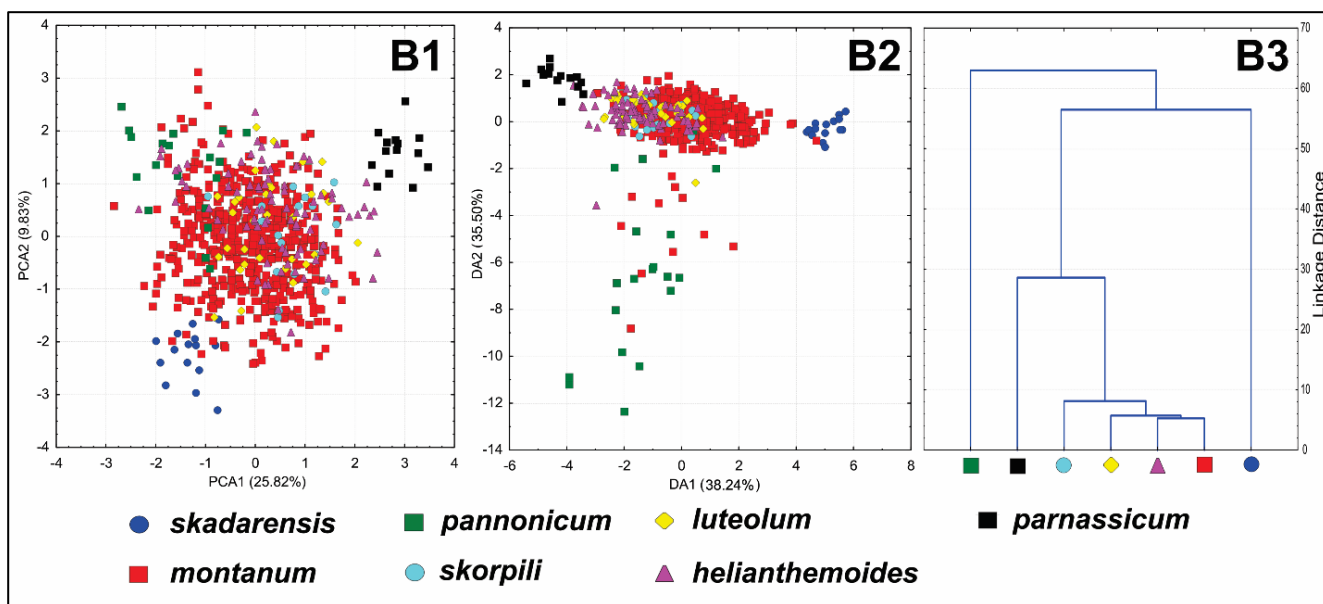 B1
4
3
2
1
0
-1
-2
-3
-4
PCA2 (9.83%)
-4 -3 -2 -1 0 1 2 3 4
PCA1 (25.82%)
B2
4
2
0
-2
-4
-6
-8
-10
-12
-14
DA2 (35.50%)
-6 -4 -2 0 2 4 6 8
DA1 (38.24%)
B3
70
60
50
40
30
20
10
0
Linkage Distance
skadarensis pannonicum luteolum parnassicum
montanum skorpili helianthemoides